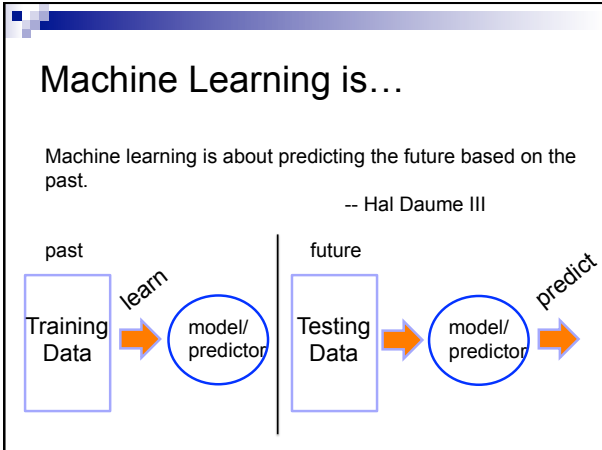 Machine Learning is…
Machine learning is about predicting the future based on the
past.
-- Hal Daume III
past
learn
Training
Data
model/
predictor
future
Testing
Data
model/
predictor
predict